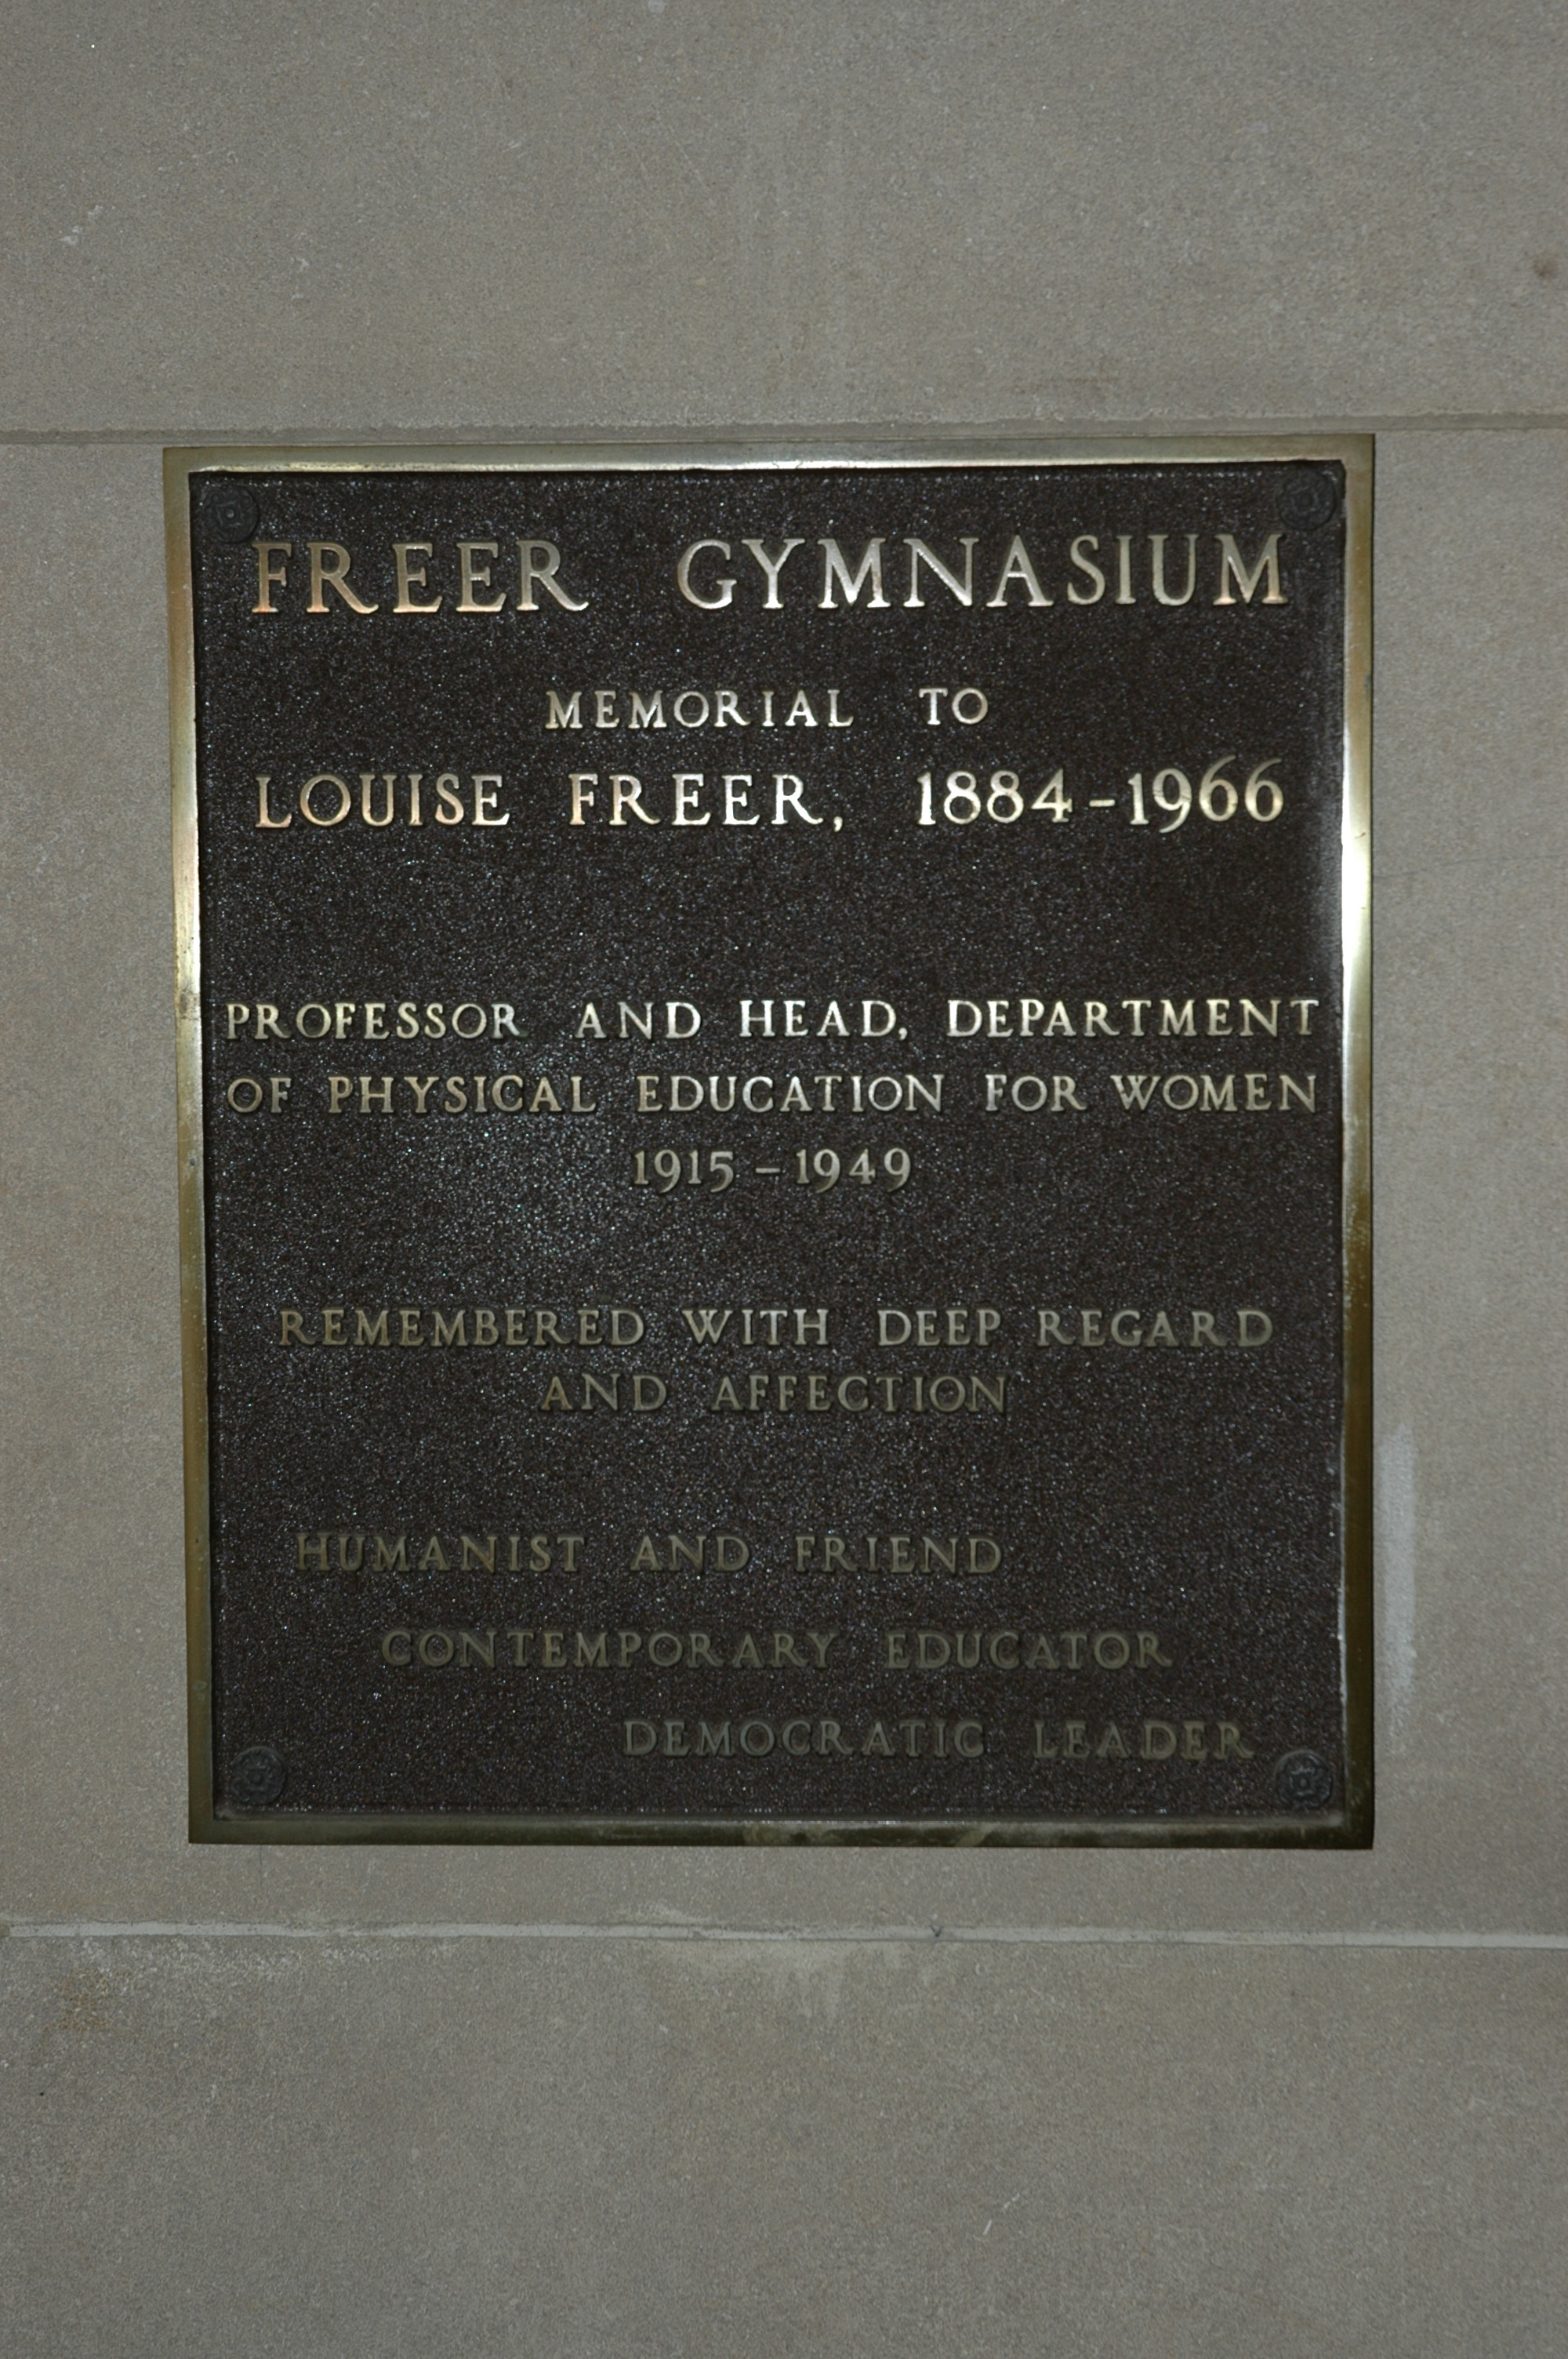 FREER GYMNASIUM
MEMORIAL TO
LOUISE FREER, 1884-1966
PROFESSOR AND HEAD, DEPARTMENT
OF PHYSICAL EDUCATION FOR WOMEN
1915-1949
REMEMBERED WITH DEEP REGARD
AND AFFECTION
HUMANIST AND FRIEND
CONTEMPORARY EDUCATOR
DEMOCRATIC LEADER